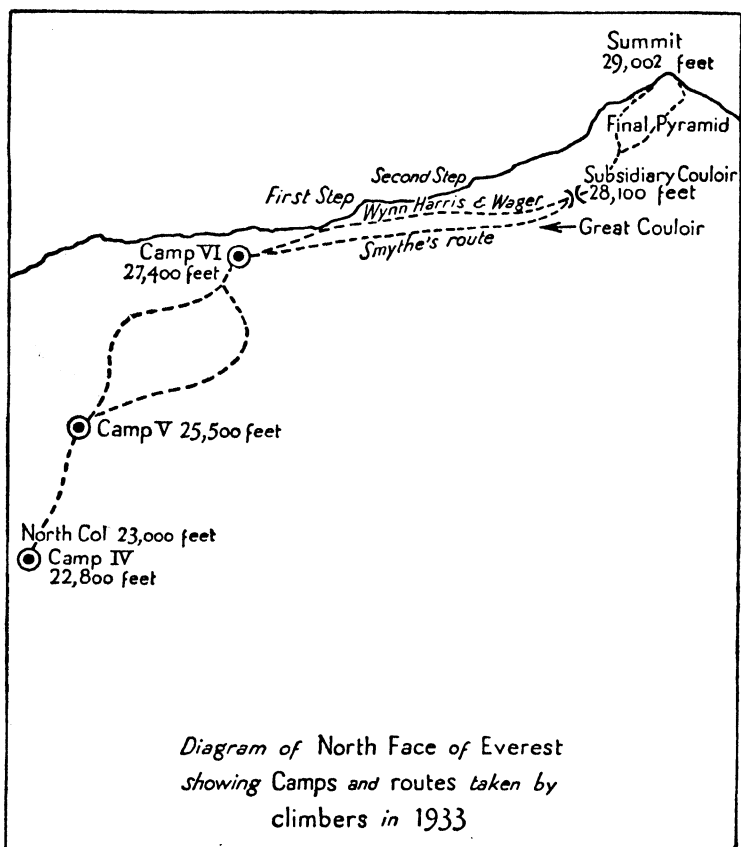 Summit
29,002 feet
Final Pyramid
Subsidiary Couloir
28,100 feet
Second Step
First Step
Wynn Harris & Wager
Great Couloir
Smythe's route
Camp VI
27,400 feet
Camp V 25,500 feet
North Col 23,000 feet
Camp IV
22,800 feet
Diagram of North Face of Everest
showing Camps and routes taken by
climbers in 1933